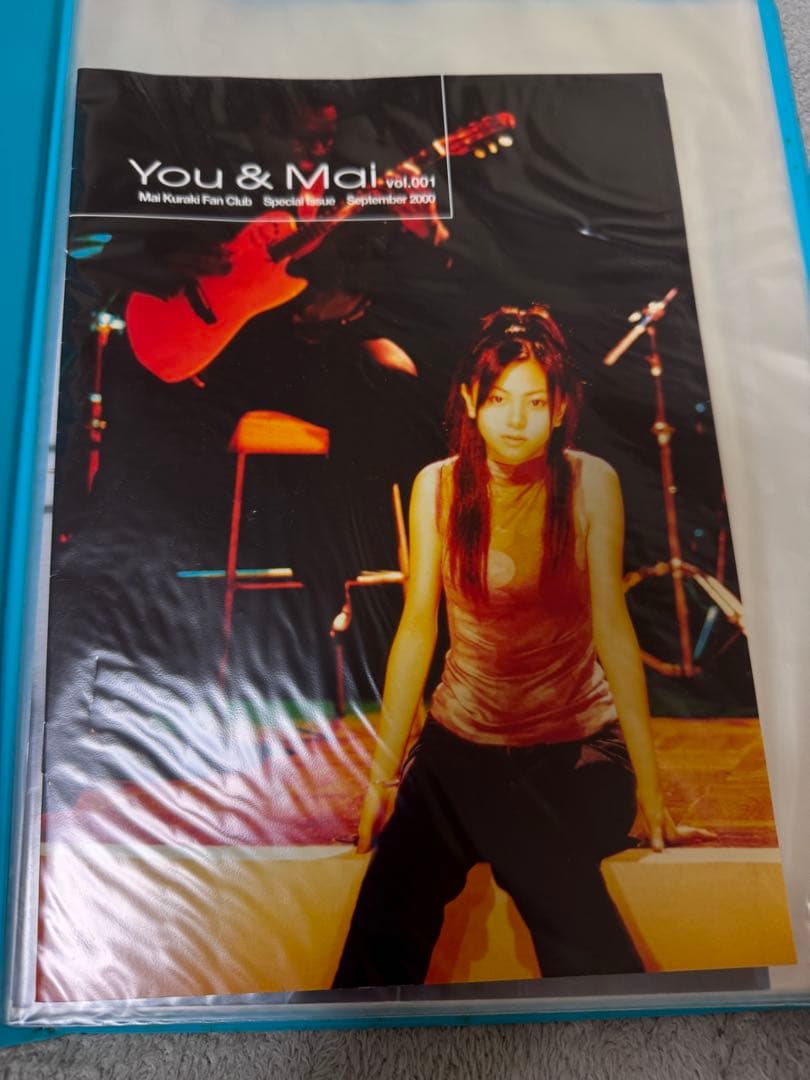 You & Mai vol.001
Mai Kuraki Fan Club Special Issue September 2000